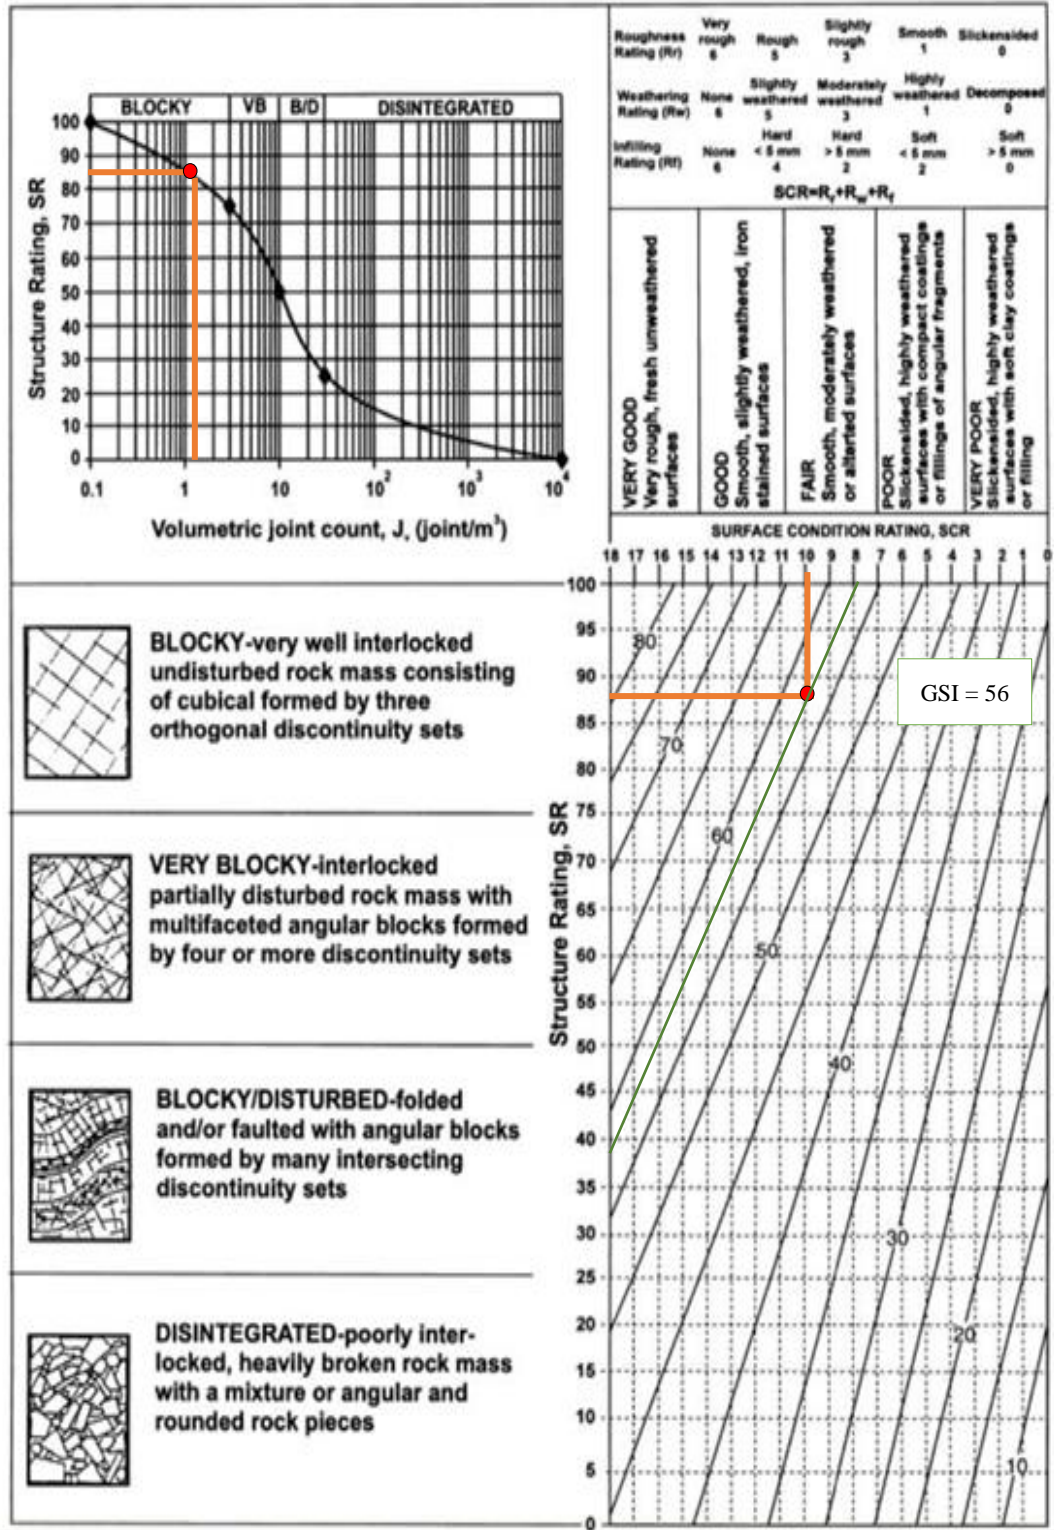 BLOCKY VB B/D DISINTEGRATED
100
90
80
70
60
50
40
30
20
10
0
Structure Rating, SR
0.1 1 10 10² 10³ 10⁴
Volumetric joint count, Jᵥ (joint/m³)
Roughness Rating (Rr) Very rough 6 Rough 5 Slightly rough 3 Smooth 1 Slickensided 0
Weathering Rating (Rw) None 6 Slightly weathered 5 Moderately weathered 3 Highly weathered 1 Decomposed 0
Infilling Rating (Rf) None 6 Hard < 5 mm 4 Hard > 5 mm 2 Soft < 5 mm 2 Soft > 5 mm 0
SCR=Rr+Rw+Rf
VERY GOOD
Very rough, fresh unweathered
surfaces
GOOD
Smooth, slightly weathered, iron
stained surfaces
FAIR
Smooth, moderately weathered
or alterted surfaces
POOR
Slickensided, highly weathered
surfaces with compact coatings
or fillings of angular fragments
VERY POOR
Slickensided, highly weathered
surfaces with soft clay coatings
or filling
SURFACE CONDITION RATING, SCR
18 17 16 15 14 13 12 11 10 9 8 7 6 5 4 3 2 1 0
BLOCKY-very well interlocked
undisturbed rock mass consisting
of cubical formed by three
orthogonal discontinuity sets
VERY BLOCKY-interlocked
partially disturbed rock mass with
multifaceted angular blocks formed
by four or more discontinuity sets
BLOCKY/DISTURBED-folded
and/or faulted with angular blocks
formed by many intersecting
discontinuity sets
DISINTEGRATED-poorly inter-
locked, heavily broken rock mass
with a mixture or angular and
rounded rock pieces
Structure Rating, SR
100
95
90
85
80
75
70
65
60
55
50
45
40
35
30
25
20
15
10
5
0
80
70
60
50
40
30
20
10
GSI = 56